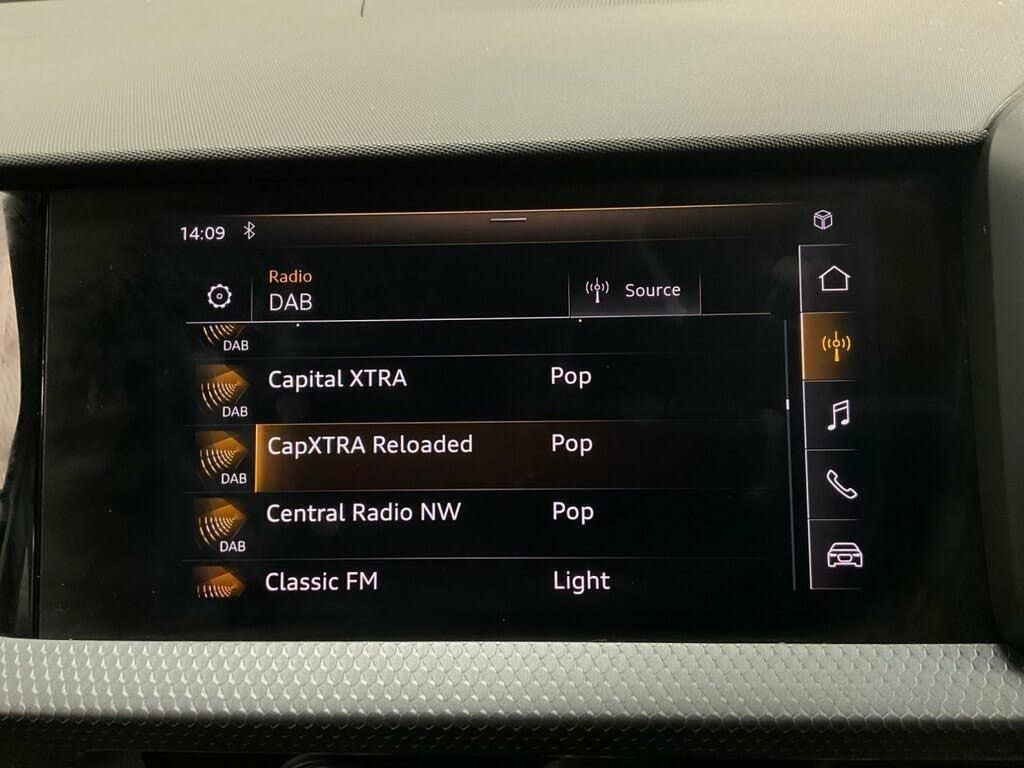 14:09
Radio
DAB
Source
DAB
Capital XTRA Pop
DAB
CapXTRA Reloaded Pop
DAB
Central Radio NW Pop
DAB
Classic FM Light